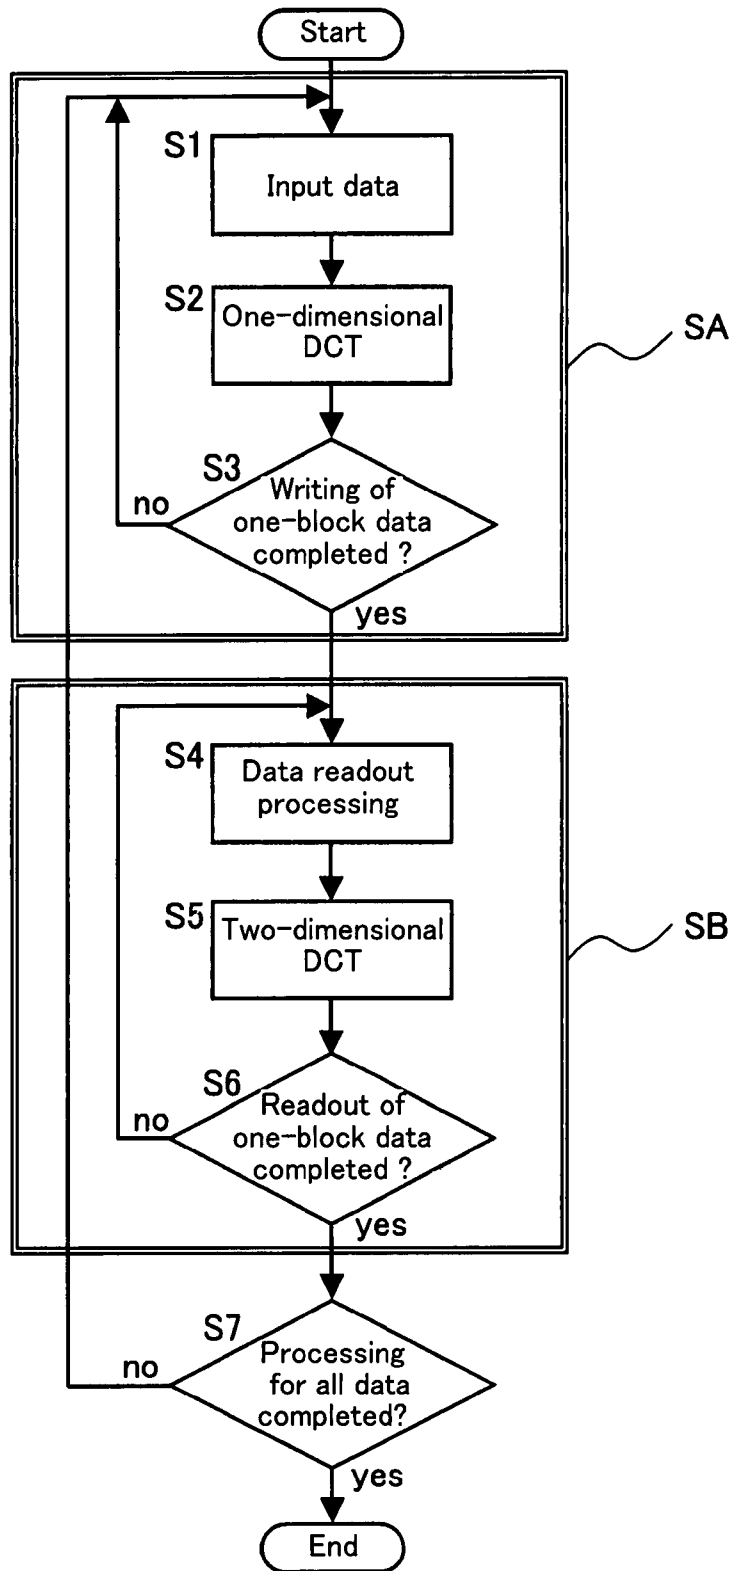 Start
S1
Input data
S2
One-dimensional
DCT
SA
S3
Writing of
one-block data
completed ?
no
yes
S4
Data readout
processing
S5
Two-dimensional
DCT
SB
S6
Readout of
one-block data
completed ?
no
yes
S7
Processing
for all data
completed?
no
yes
End